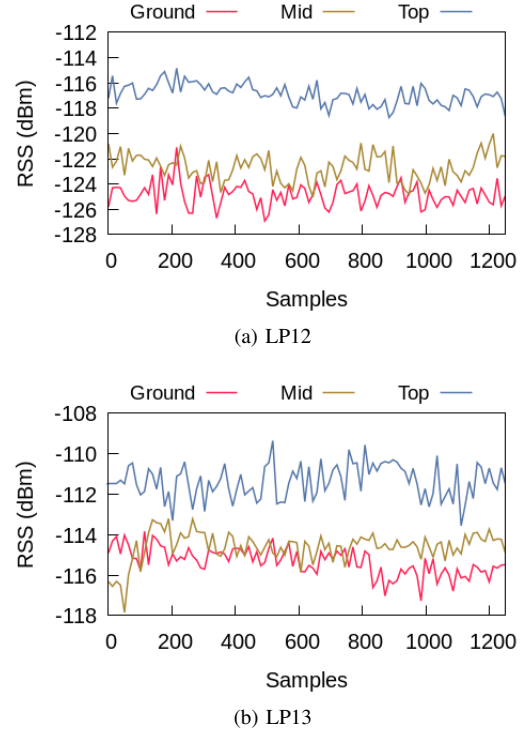 Ground Mid Top
-112
-114
-116
-118
-120
-122
-124
-126
-128
RSS (dBm)
0 200 400 600 800 1000 1200
Samples
(a) LP12
Ground Mid Top
-108
-110
-112
-114
-116
-118
RSS (dBm)
0 200 400 600 800 1000 1200
Samples
(b) LP13